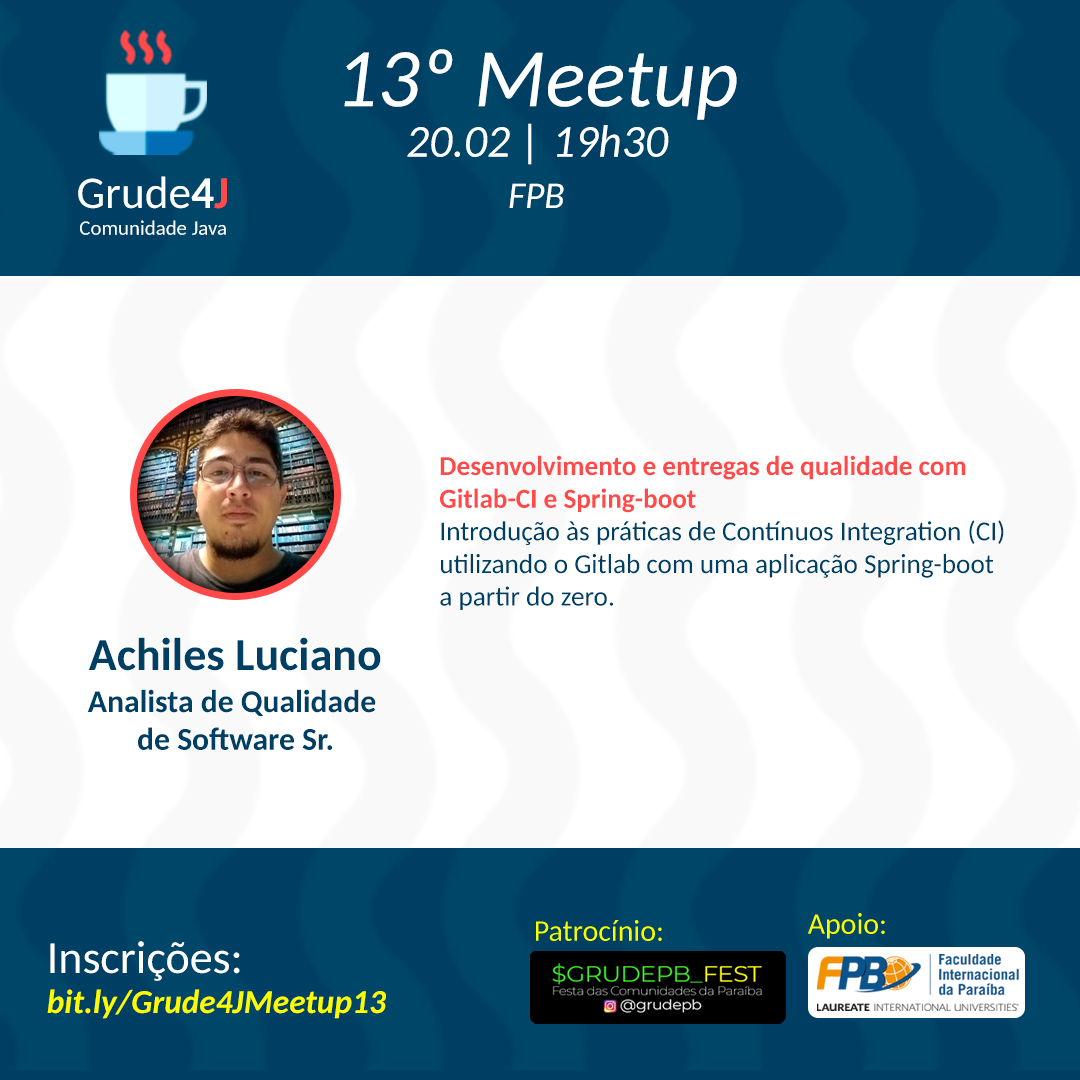 13º Meetup
20.02 | 19h30
FPB
Grude4J
Comunidade Java
Desenvolvimento e entregas de qualidade com
Gitlab-CI e Spring-boot
Introdução às práticas de Contínuos Integration (CI)
utilizando o Gitlab com uma aplicação Spring-boot
a partir do zero.
Achiles Luciano
Analista de Qualidade
de Software Sr.
Inscrições:
bit.ly/Grude4JMeetup13
Patrocínio:
$GRUDEPB_FEST
Festa das Comunidades da Paraíba
@grudepb
Apoio:
FPB
Faculdade
Internacional
da Paraíba
LAUREATE INTERNATIONAL UNIVERSITIES